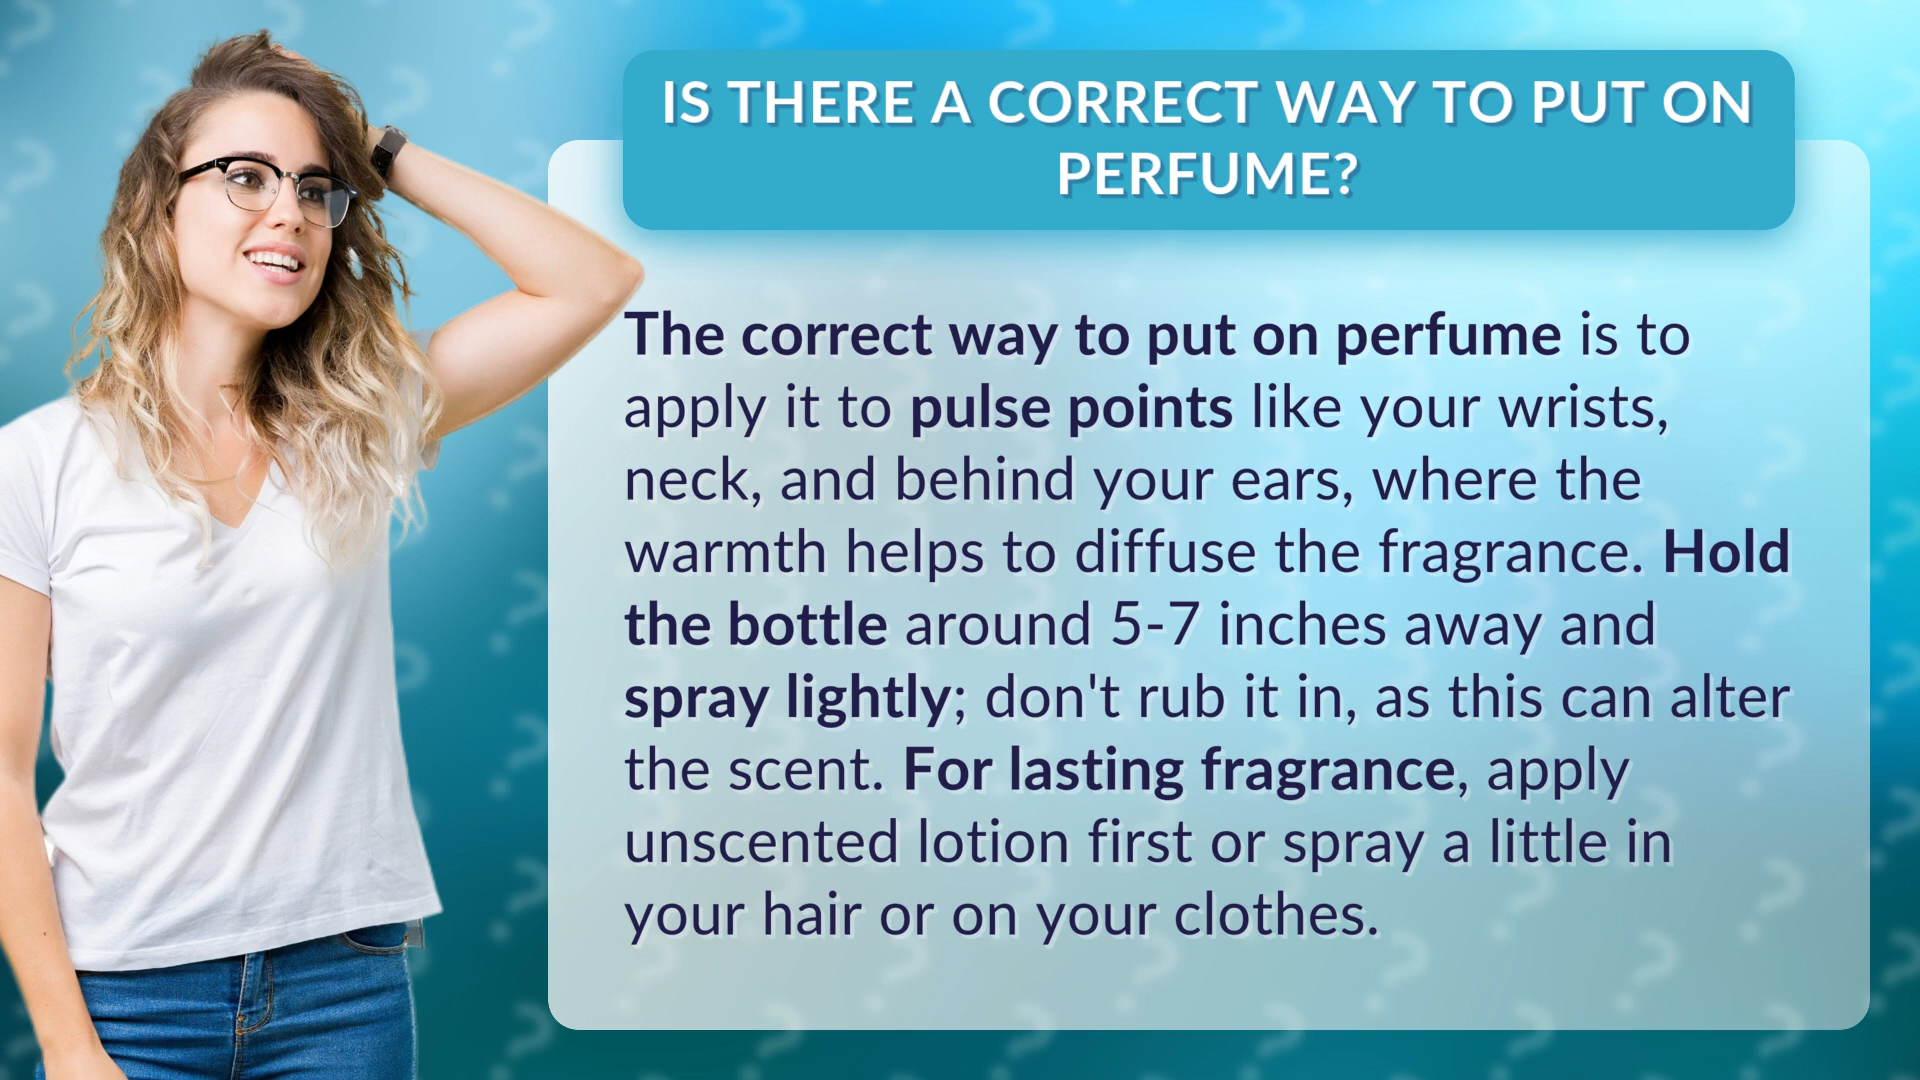 IS THERE A CORRECT WAY TO PUT ON
PERFUME?
The correct way to put on perfume is to
apply it to pulse points like your wrists,
neck, and behind your ears, where the
warmth helps to diffuse the fragrance. Hold
the bottle around 5-7 inches away and
spray lightly; don't rub it in, as this can alter
the scent. For lasting fragrance, apply
unscented lotion first or spray a little in
your hair or on your clothes.